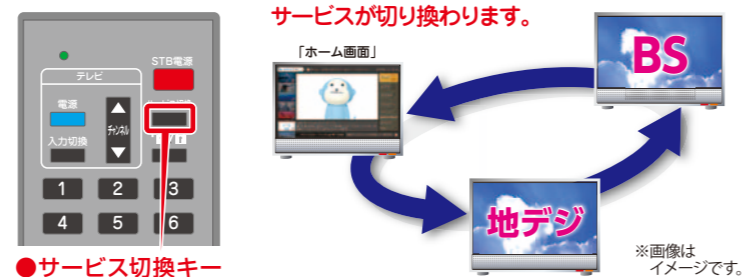 サービスが切り換わります。
「ホーム画面」
BS
地デジ
※画像は
イメージです。
STB電源
テレビ
電源
チャンネル
入力切換
1 2 3
4 5 6
●サービス切換キー